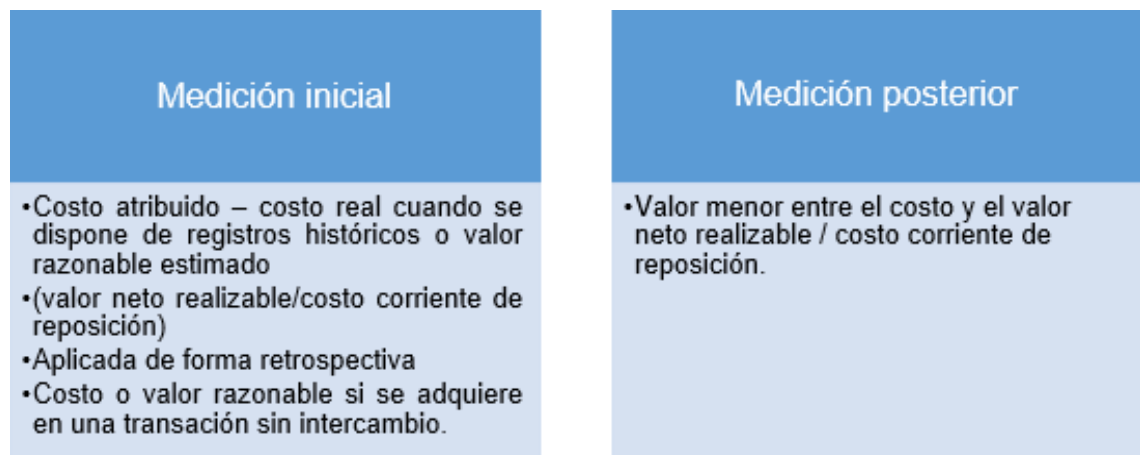 Medición inicial
•Costo atribuido – costo real cuando se
dispone de registros históricos o valor
razonable estimado
•(valor neto realizable/costo corriente de
reposición)
•Aplicada de forma retrospectiva
•Costo o valor razonable si se adquiere
en una transación sin intercambio.
Medición posterior
•Valor menor entre el costo y el valor
neto realizable / costo corriente de
reposición.